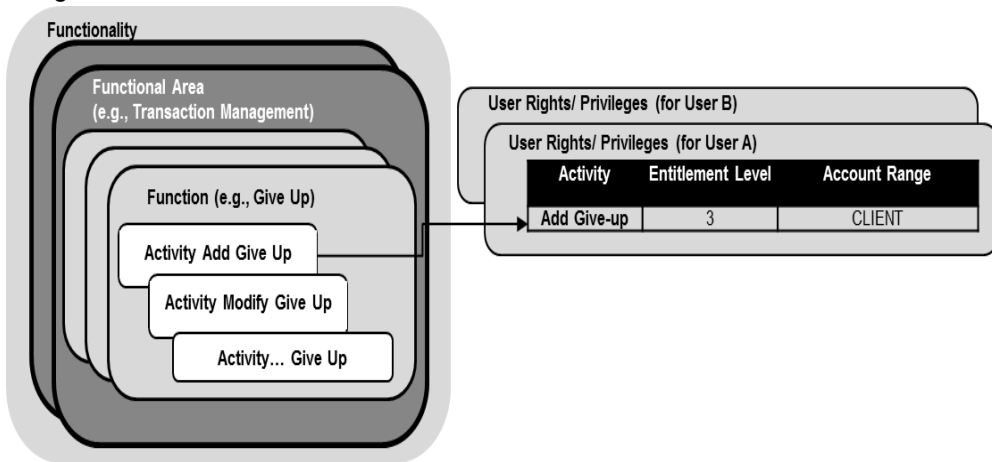 Functionality
Functional Area
(e.g., Transaction Management)
Function (e.g., Give Up)
Activity Add Give Up
Activity Modify Give Up
Activity... Give Up
User Rights/ Privileges (for User B)
User Rights/ Privileges (for User A)
Activity Entitlement Level Account Range
Add Give-up 3 CLIENT